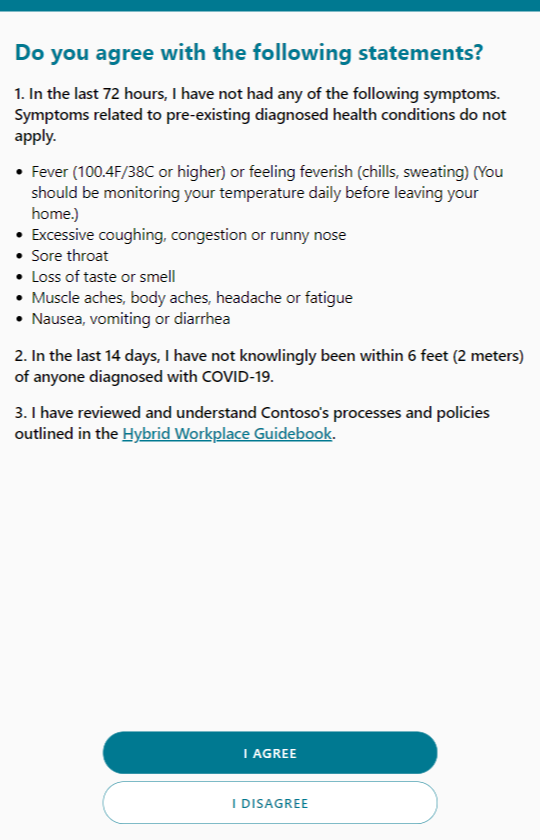 Do you agree with the following statements?
1. In the last 72 hours, I have not had any of the following symptoms.
Symptoms related to pre-existing diagnosed health conditions do not
apply.
• Fever (100.4F/38C or higher) or feeling feverish (chills, sweating) (You
should be monitoring your temperature daily before leaving your
home.)
• Excessive coughing, congestion or runny nose
• Sore throat
• Loss of taste or smell
• Muscle aches, body aches, headache or fatigue
• Nausea, vomiting or diarrhea
2. In the last 14 days, I have not knowlingly been within 6 feet (2 meters)
of anyone diagnosed with COVID-19.
3. I have reviewed and understand Contoso's processes and policies
outlined in the Hybrid Workplace Guidebook.
I AGREE
I DISAGREE